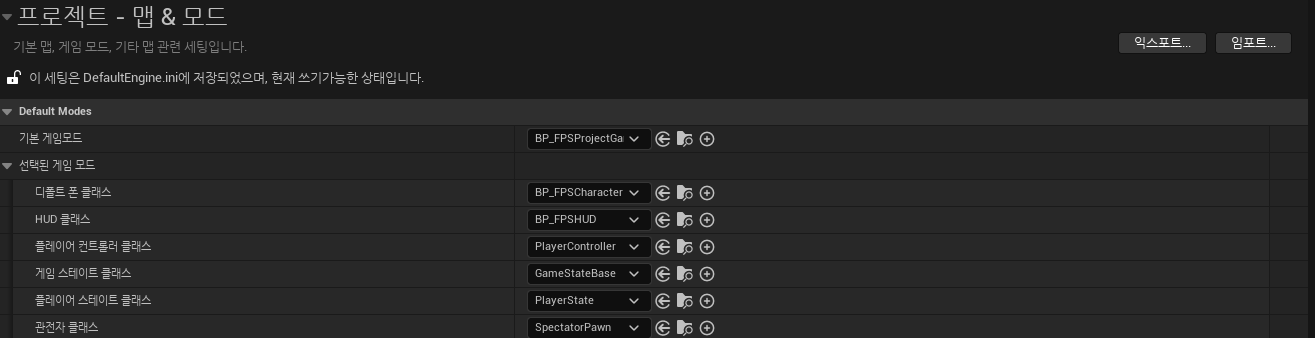 프로젝트 - 맵 & 모드
기본 맵, 게임 모드, 기타 맵 관련 세팅입니다.
익스포트... 임포트...
이 세팅은 DefaultEngine.ini에 저장되었으며, 현재 쓰기가능한 상태입니다.
Default Modes
기본 게임모드 BP_FPSProjectGa
선택된 게임 모드
디폴트 폰 클래스 BP_FPSCharacter
HUD 클래스 BP_FPSHUD
플레이어 컨트롤러 클래스 PlayerController
게임 스테이트 클래스 GameStateBase
플레이어 스테이트 클래스 PlayerState
관전자 클래스 SpectatorPawn